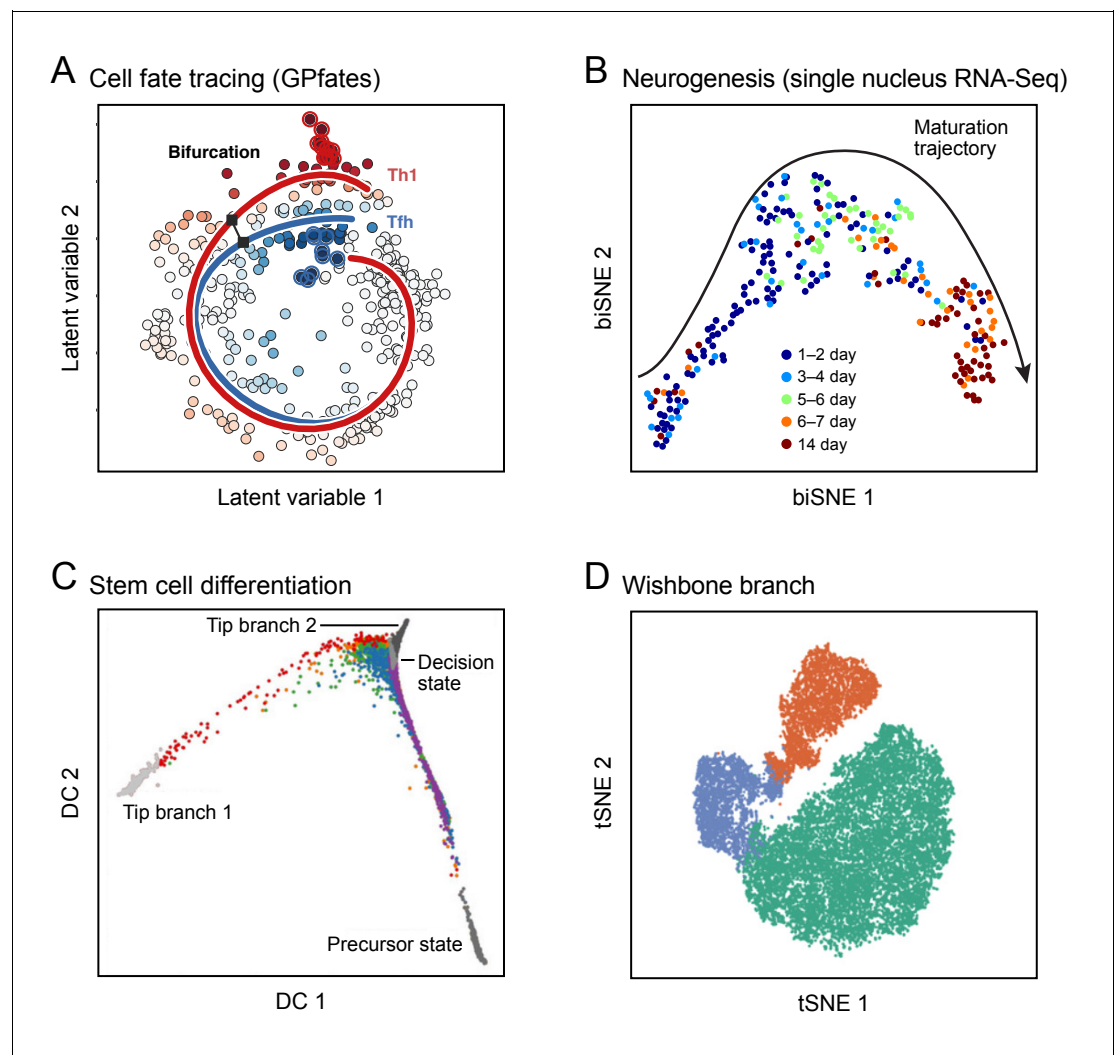 A Cell fate tracing (GPfates)
Bifurcation
Th1
Tfh
Latent variable 2
Latent variable 1
B Neurogenesis (single nucleus RNA-Seq)
Maturation
trajectory
biSNE 2
1–2 day
3–4 day
5–6 day
6–7 day
14 day
biSNE 1
C Stem cell differentiation
Tip branch 2
Decision
state
DC 2
Tip branch 1
Precursor state
DC 1
D Wishbone branch
tSNE 2
tSNE 1